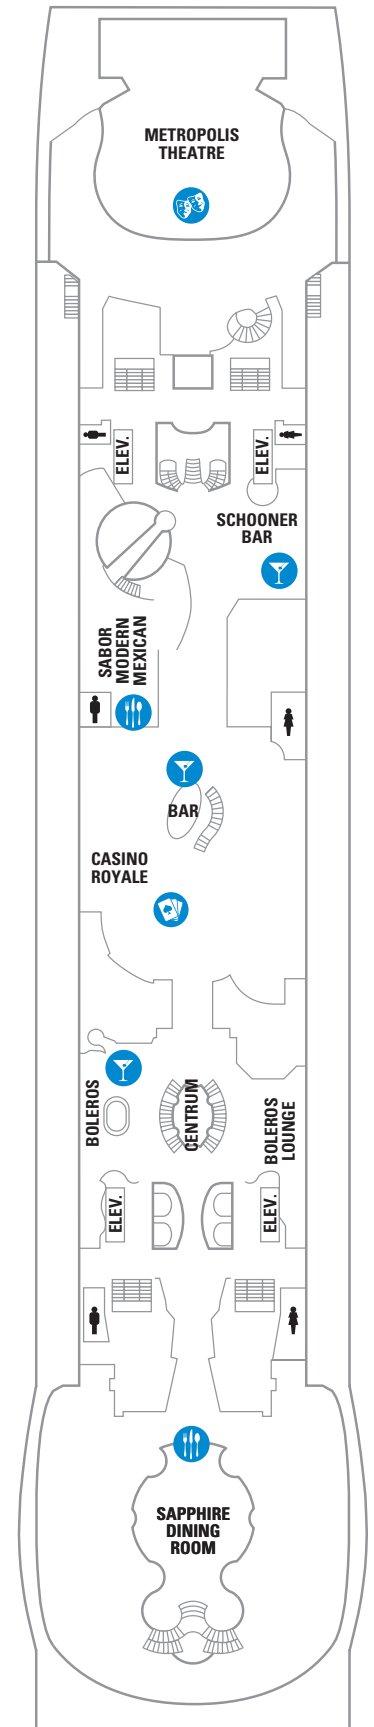 METROPOLIS
THEATRE
ELEV.
ELEV.
SCHOONER
BAR
SABOR
MODERN
MEXICAN
BAR
CASINO
ROYALE
BOLEROS
CENTRUM
BOLEROS
LOUNGE
ELEV.
ELEV.
SAPPHIRE
DINING
ROOM